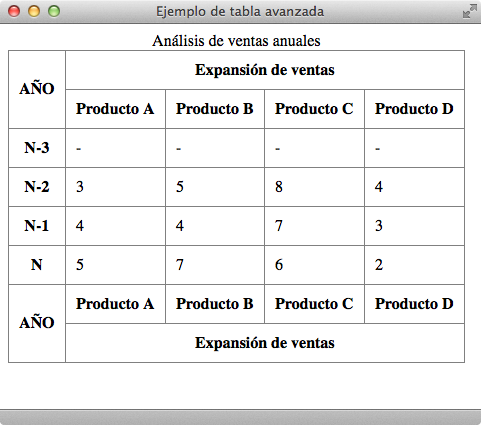 Ejemplo de tabla avanzada
Análisis de ventas anuales
AÑO Expansión de ventas
Producto A Producto B Producto C Producto D
N-3 - - - -
N-2 3 5 8 4
N-1 4 4 7 3
N 5 7 6 2
AÑO Producto A Producto B Producto C Producto D
Expansión de ventas